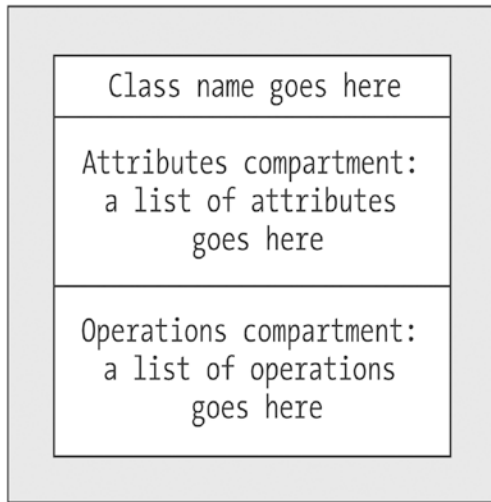 Class name goes here
Attributes compartment:
a list of attributes
goes here
Operations compartment:
a list of operations
goes here